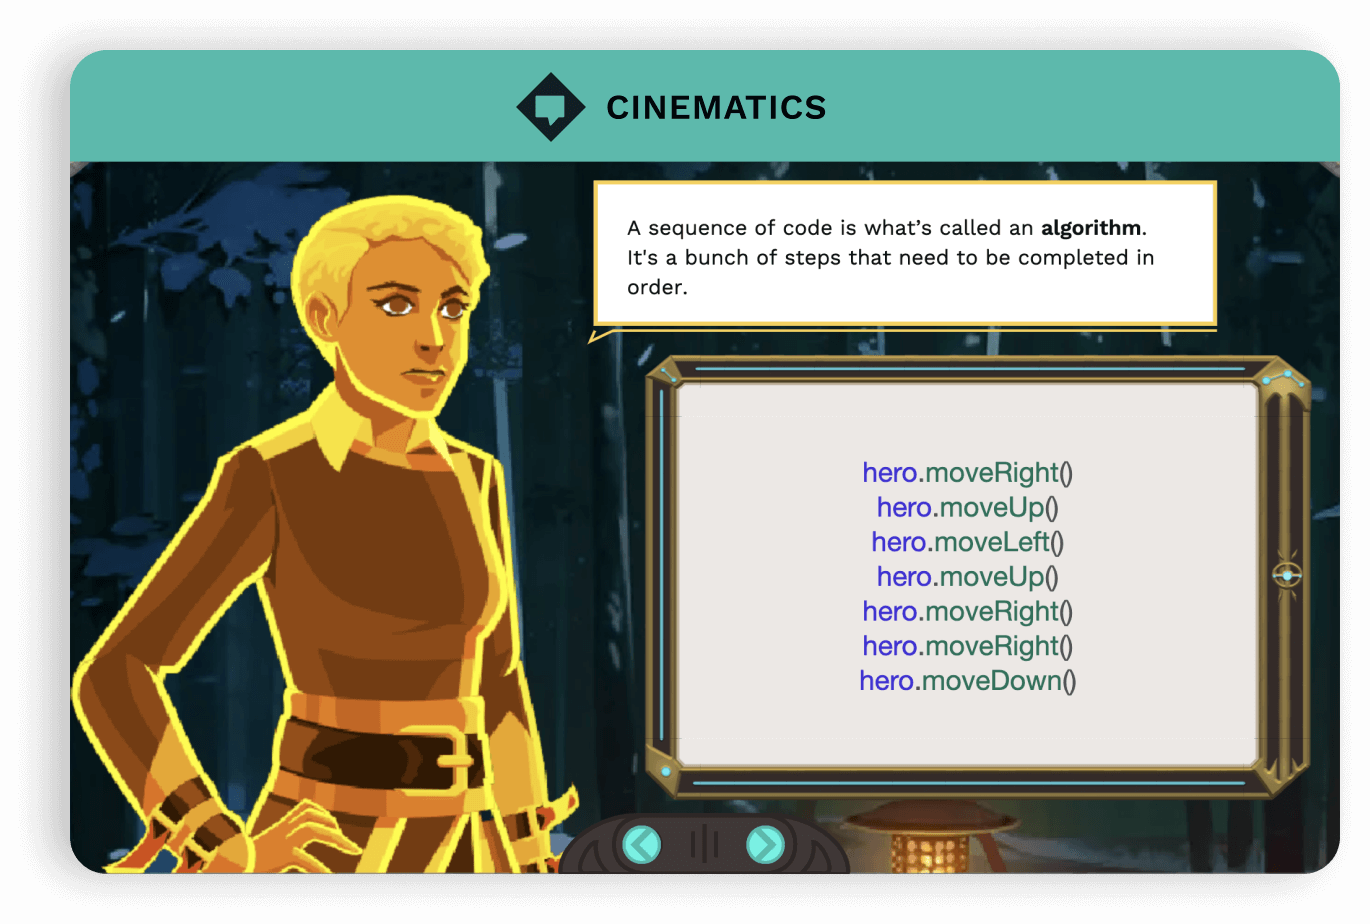 CINEMATICS
A sequence of code is what’s called an algorithm.
It's a bunch of steps that need to be completed in
order.
hero.moveRight()
hero.moveUp()
hero.moveLeft()
hero.moveUp()
hero.moveRight()
hero.moveRight()
hero.moveDown()